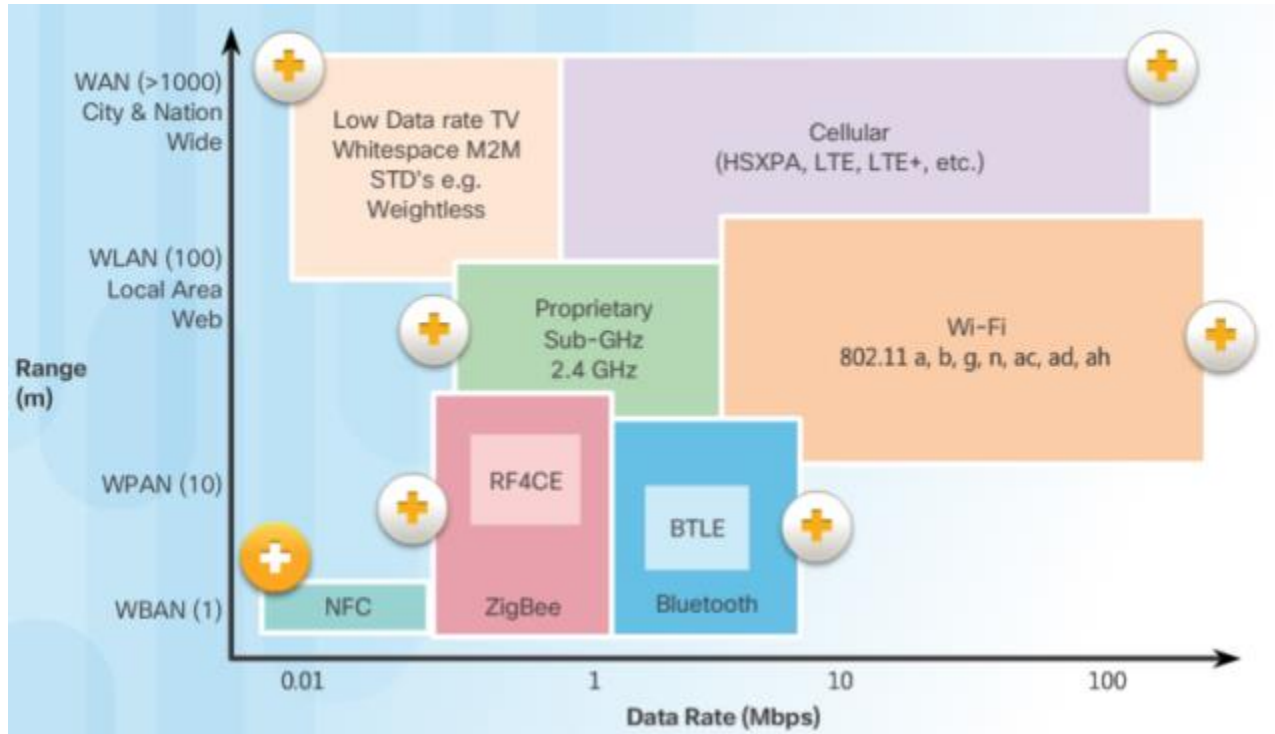 WAN (>1000)
City & Nation
Wide
Low Data rate TV
Whitespace M2M
STD's e.g.
Weightless
Cellular
(HSXPA, LTE, LTE+, etc.)
WLAN (100)
Local Area
Web
Proprietary
Sub-GHz
2.4 GHz
Wi-Fi
802.11 a, b, g, n, ac, ad, ah
Range
(m)
WPAN (10)
RF4CE
BTLE
WBAN (1)
NFC
ZigBee
Bluetooth
0.01
1
10
100
Data Rate (Mbps)